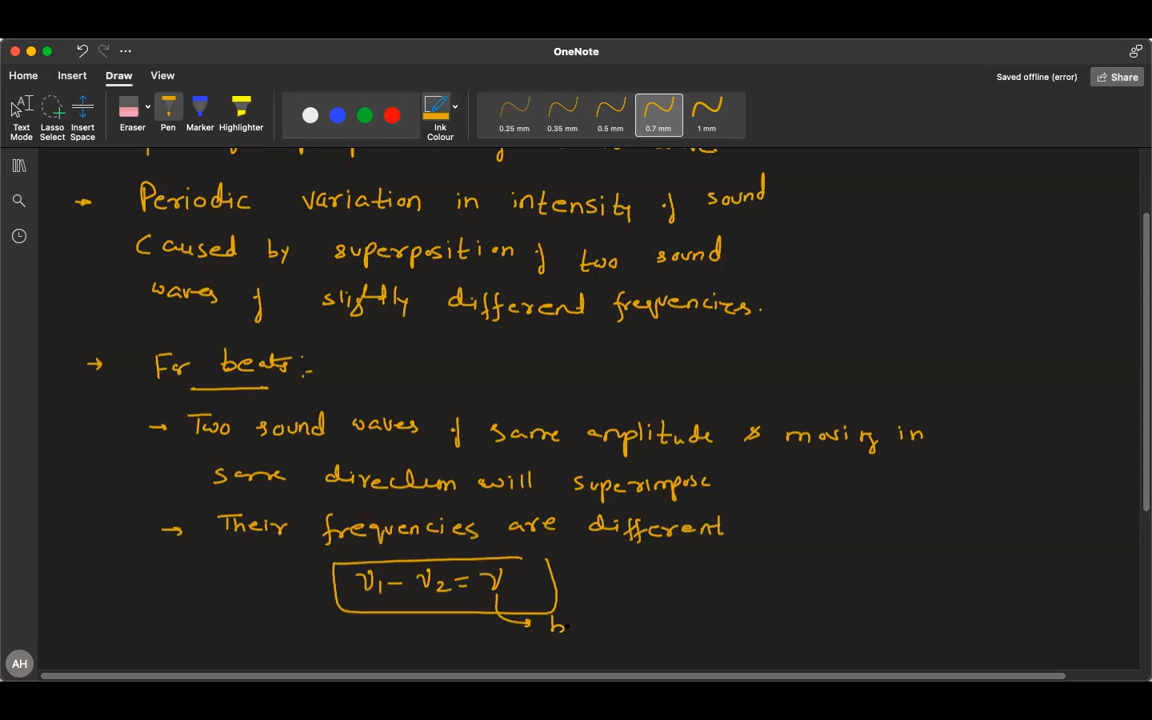 OneNote
Home Insert Draw View
Saved offline (error) Share
Text Mode
Lasso Select
Insert Space
Eraser
Pen
Marker
Highlighter
Ink Colour
0.25 mm
0.35 mm
0.5 mm
0.7 mm
1 mm
→ Periodic variation in intensity of sound
Caused by superposition of two sound
waves of slightly different frequencies.
→ For beats :-
→ Two sound waves of same amplitude & moving in
same direction will superimpose
→ Their frequencies are different
ν₁ - ν₂ = ν
→ b
AH